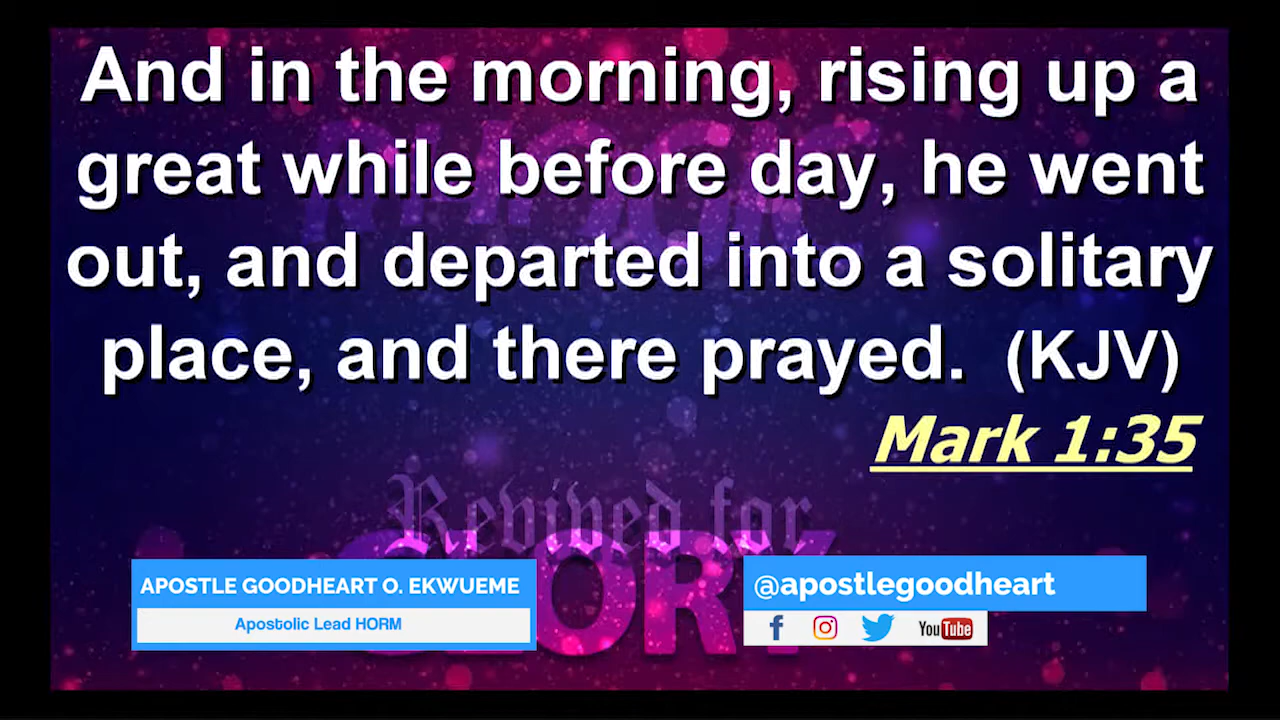 And in the morning, rising up a
great while before day, he went
out, and departed into a solitary
place, and there prayed. (KJV)
Mark 1:35
Revived for
GLORY
APOSTLE GOODHEART O. EKWUEME
Apostolic Lead HORM
@apostlegoodheart
YouTube